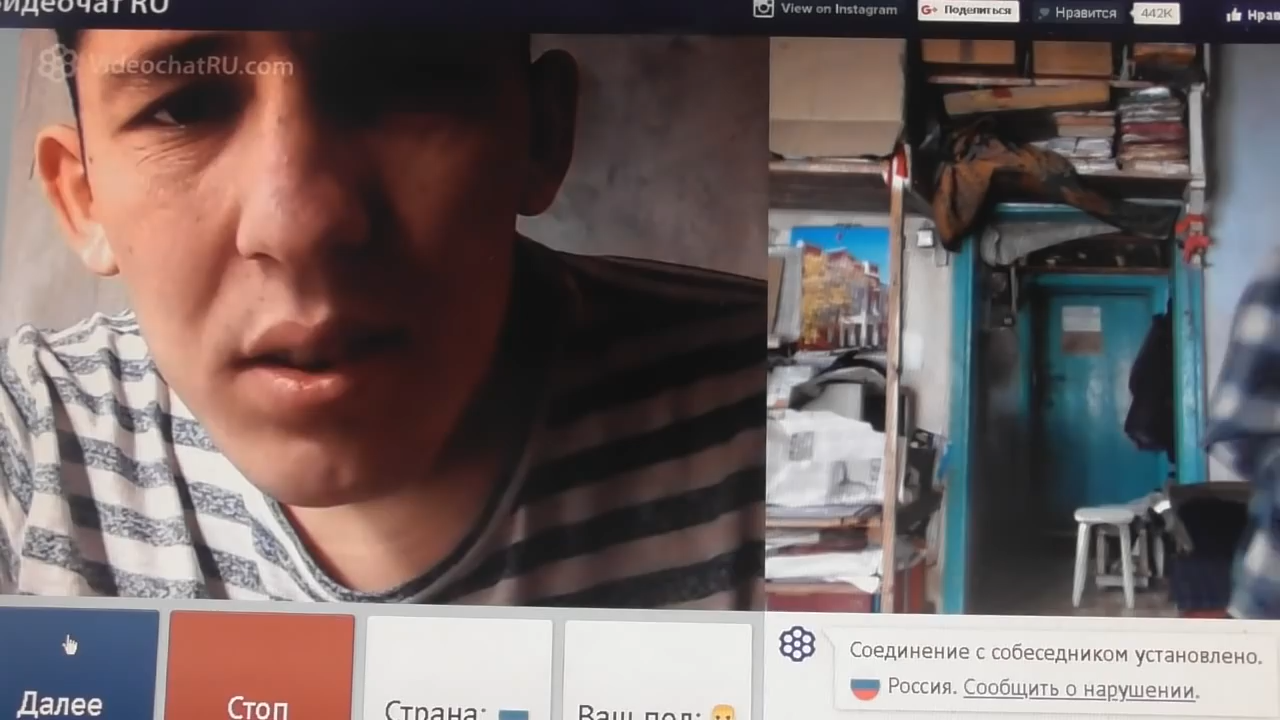 Видеочат RU
View on Instagram
G+ Поделиться
Нравится
442K
Нрав
VideochatRU.com
Соединение с собеседником установлено.
Россия. Сообщить о нарушении.
Далее
Стоп
Страна:
Ваш пол: